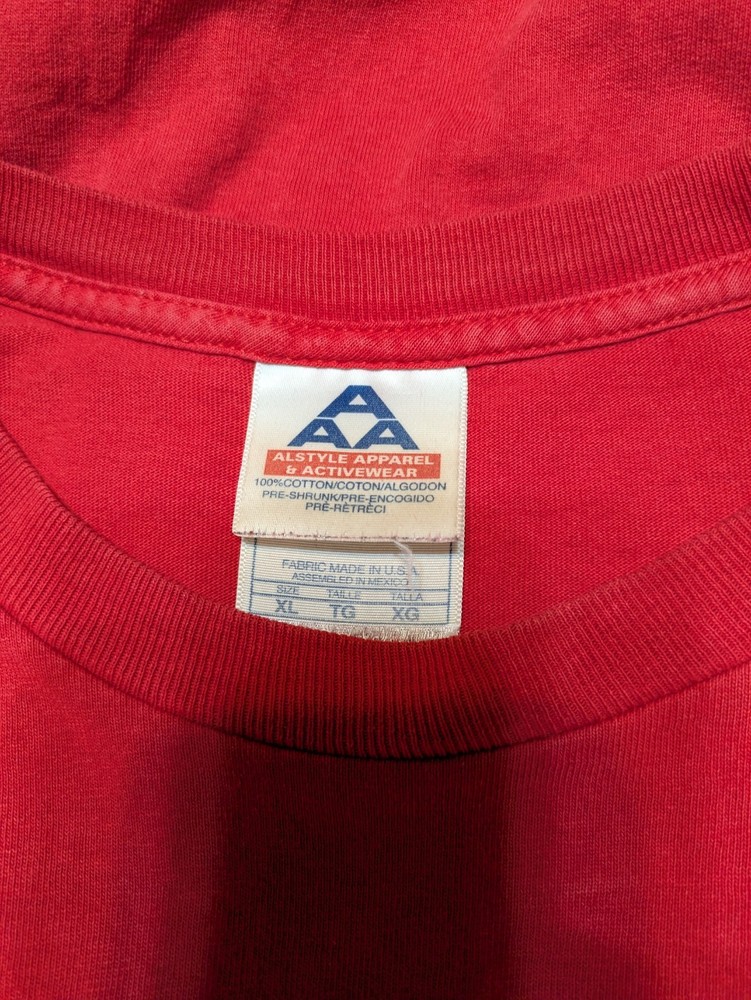 A
AA
ALSTYLE APPAREL
& ACTIVEWEAR
100%COTTON/COTON/ALGODON
PRE-SHRUNK/PRE-ENCOGIDO
PRÉ-RÉTRÉCI
FABRIC MADE IN U.S.A.
ASSEMBLED IN MEXICO
SIZE TAILLE TALLA
XL TG XG